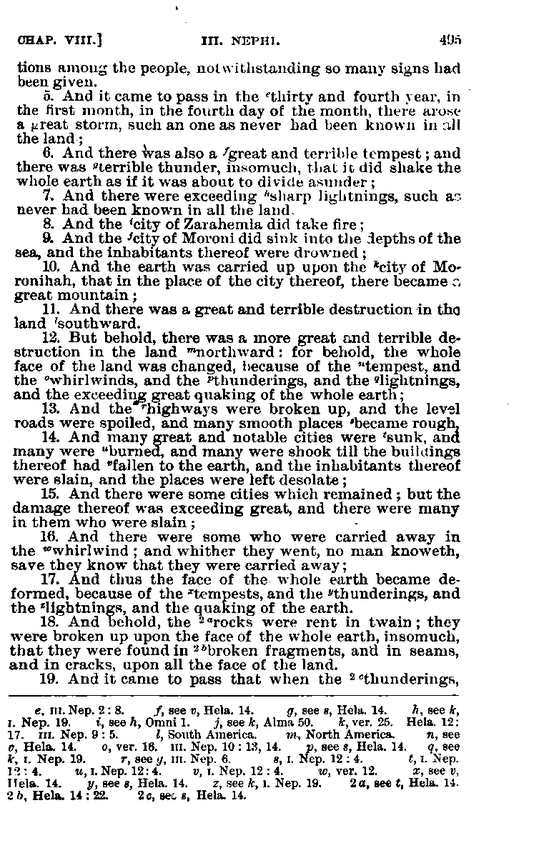 CHAP. VIII.] III. NEPHI. 495
tions among the people, notwithstanding so many signs had
been given.
5. And it came to pass in the ᵉthirty and fourth year, in
the first month, in the fourth day of the month, there arose
a great storm, such an one as never had been known in all
the land;
6. And there was also a ᶠgreat and terrible tempest; and
there was ᵍterrible thunder, insomuch, that it did shake the
whole earth as if it was about to divide asunder;
7. And there were exceeding ʰsharp lightnings, such as
never had been known in all the land.
8. And the ⁱcity of Zarahemla did take fire;
9. And the ʲcity of Moroni did sink into the depths of the
sea, and the inhabitants thereof were drowned;
10. And the earth was carried up upon the ᵏcity of Mo-
ronihah, that in the place of the city thereof, there became a
great mountain;
11. And there was a great and terrible destruction in the
land ˡsouthward.
12. But behold, there was a more great and terrible de-
struction in the land ᵐnorthward: for behold, the whole
face of the land was changed, because of the ⁿtempest, and
the ᵒwhirlwinds, and the ᵖthunderings, and the qlightnings,
and the exceeding great quaking of the whole earth;
13. And the ʳhighways were broken up, and the level
roads were spoiled, and many smooth places ˢbecame rough,
14. And many great and notable cities were ᵗsunk, and
many were ᵘburned, and many were shook till the buildings
thereof had ᵛfallen to the earth, and the inhabitants thereof
were slain, and the places were left desolate;
15. And there were some cities which remained; but the
damage thereof was exceeding great, and there were many
in them who were slain;
16. And there were some who were carried away in
the ʷwhirlwind; and whither they went, no man knoweth,
save they know that they were carried away;
17. And thus the face of the whole earth became de-
formed, because of the ˣtempests, and the ʸthunderings, and
the ᶻlightnings, and the quaking of the earth.
18. And behold, the ²ᵃrocks were rent in twain; they
were broken up upon the face of the whole earth, insomuch,
that they were found in ²ᵇbroken fragments, and in seams,
and in cracks, upon all the face of the land.
19. And it came to pass that when the ²ᶜthunderings,
e, III. Nep. 2:8. f, see v, Hela. 14. g, see s, Hela. 14. h, see k,
I. Nep. 19. i, see h, Omni 1. j, see k, Alma 50. k, ver. 25. Hela. 12:
17. III. Nep. 9:5. l, South America. m, North America. n, see
v, Hela. 14. o, ver. 16. III. Nep. 10:13, 14. p, see s, Hela. 14. q, see
k, I. Nep. 19. r, see y, III. Nep. 6. s, I. Nep. 12:4. t, I. Nep.
12:4. u, I. Nep. 12:4. v, I. Nep. 12:4. w, ver. 12. x, see v,
Hela. 14. y, see s, Hela. 14. z, see k, I. Nep. 19. 2a, see t, Hela. 14.
2b, Hela. 14:22. 2c, see s, Hela. 14.